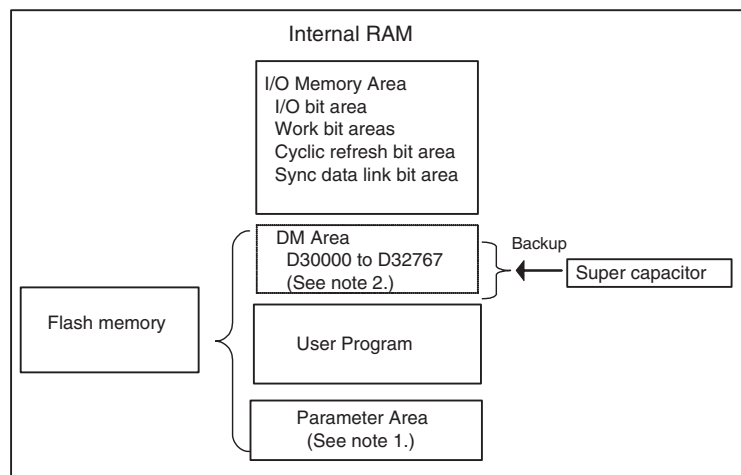 Internal RAM
I/O Memory Area
I/O bit area
Work bit areas
Cyclic refresh bit area
Sync data link bit area
DM Area
D30000 to D32767
(See note 2.)
Backup
Super capacitor
Flash memory
User Program
Parameter Area
(See note 1.)